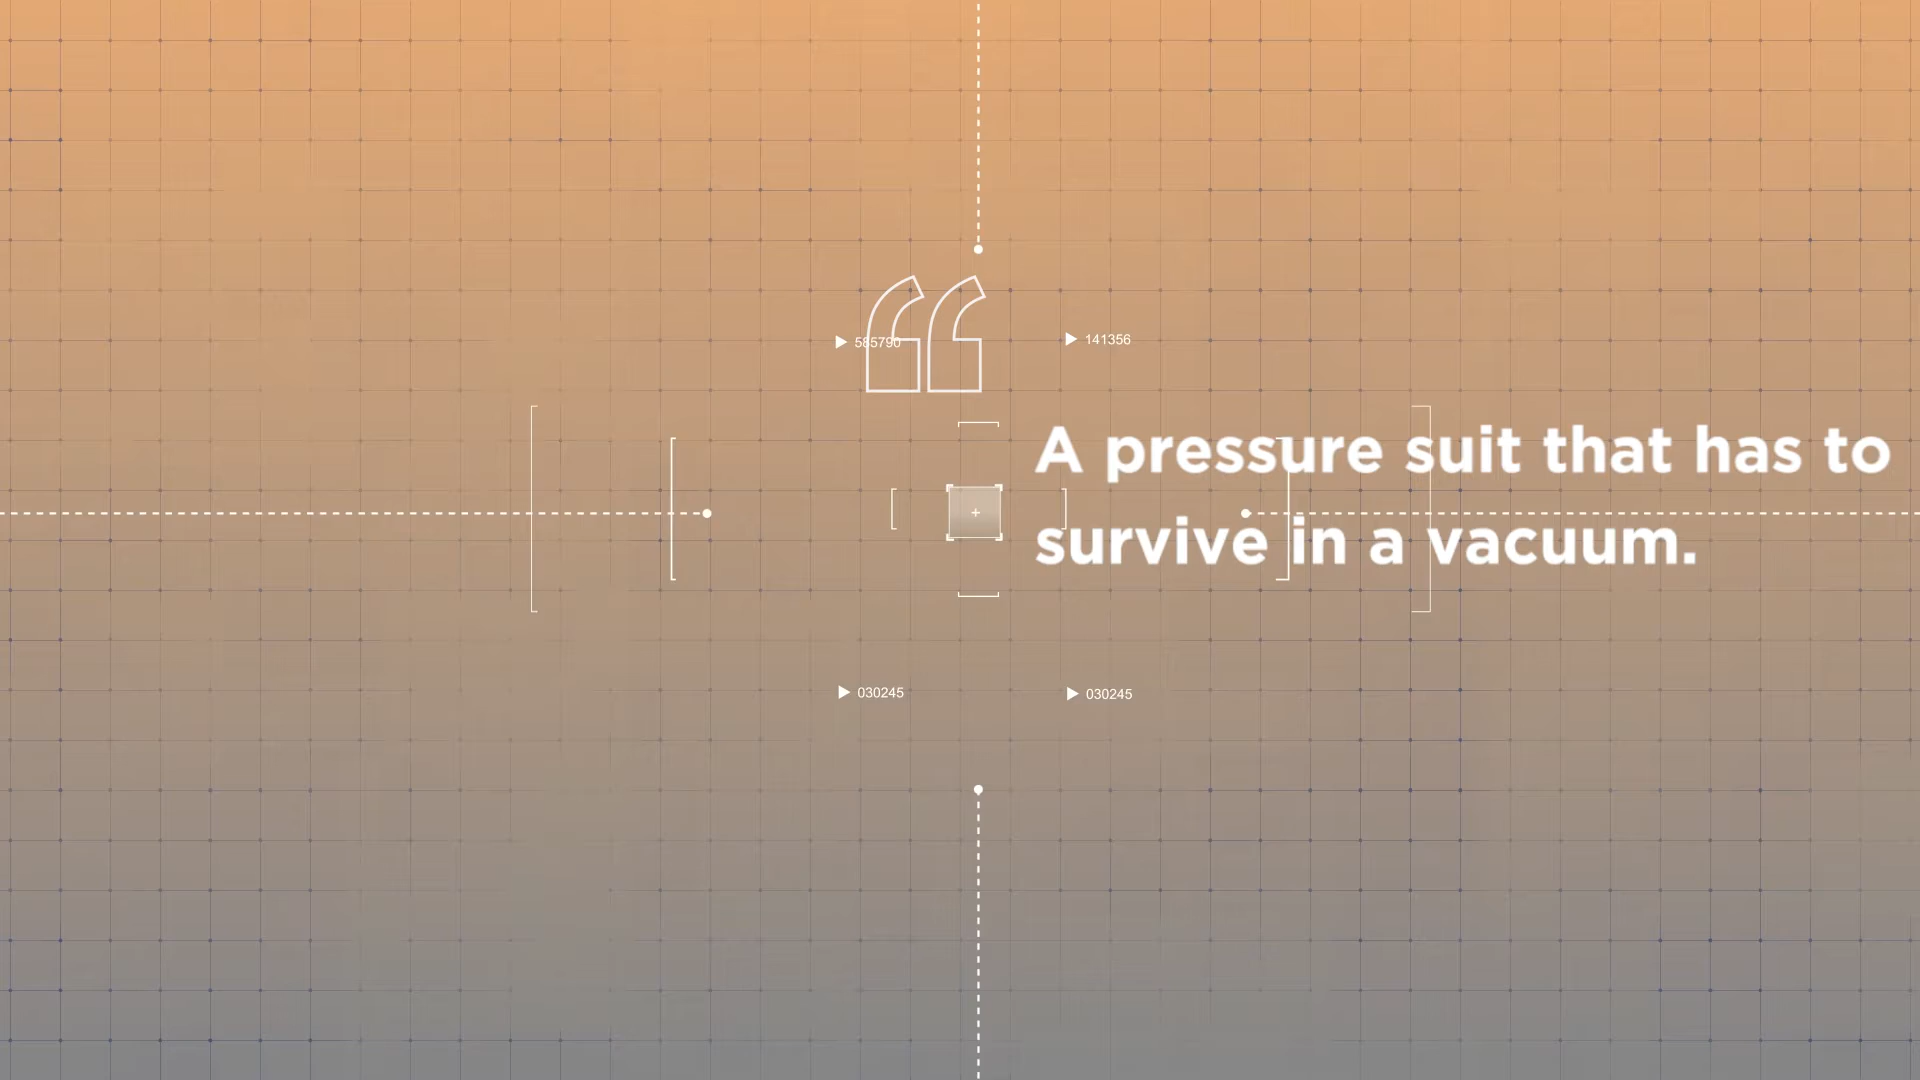 585790
141356
A pressure suit that has to
survive in a vacuum.
030245
030245